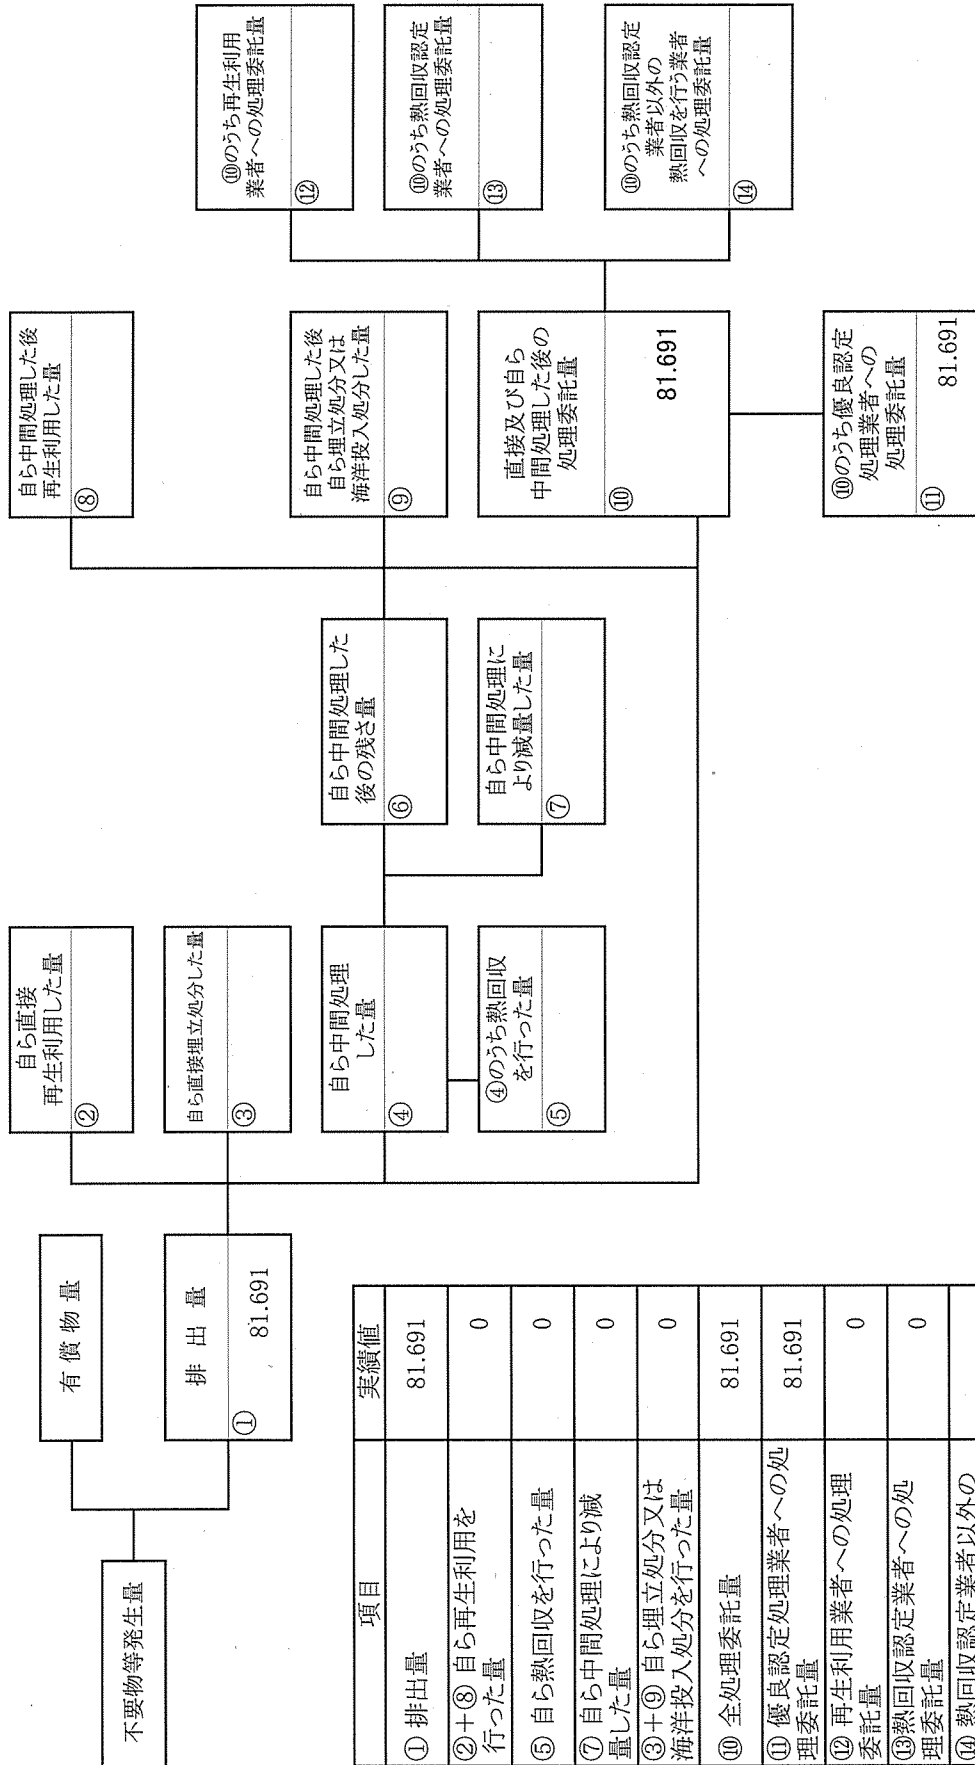 不要物等発生量
有 償 物 量
排 出 量
①
81.691
自ら直接
再生利用した量
②
自ら直接埋立処分した量
③
自ら中間処理
した量
④
④のうち熱回収
を行った量
⑤
自ら中間処理した
後の残さ量
⑥
自ら中間処理に
より減量した量
⑦
自ら中間処理した後
再生利用した量
⑧
自ら中間処理した後
自ら埋立処分又は
海洋投入処分した量
⑨
直接及び自ら
中間処理した後の
処理委託量
⑩
81.691
⑩のうち優良認定
処理業者への
処理委託量
⑪
81.691
⑩のうち再生利用
業者への処理委託量
⑫
⑩のうち熱回収認定
業者への処理委託量
⑬
⑩のうち熱回収認定
業者以外の
熱回収を行う業者
への処理委託量
⑭
項目 実績値
① 排出量 81.691
②+⑧ 自ら再生利用を
行った量 0
⑤ 自ら熱回収を行った量 0
⑦ 自ら中間処理により減
量した量 0
③+⑨ 自ら埋立処分又は
海洋投入処分を行った量 0
⑩ 全処理委託量 81.691
⑪ 優良認定処理業者への処
理委託量 81.691
⑫ 再生利用業者への処理
委託量 0
⑬熱回収認定業者への処
理委託量 0
⑭ 熱回収認定業者以外の